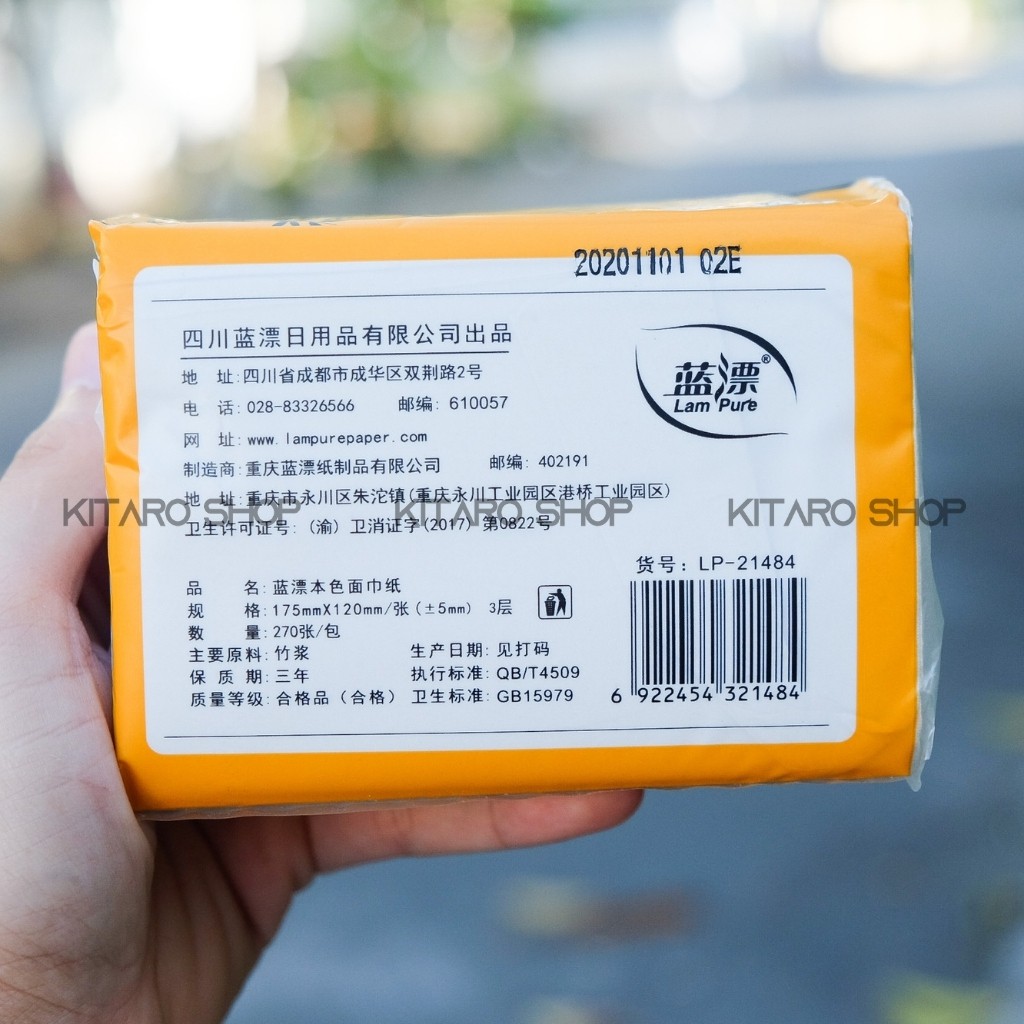 20201101 02E
四川蓝漂日用品有限公司出品
地 址:四川省成都市成华区双荆路2号
电 话: 028-83326566 邮编: 610057
网 址: www.lampurepaper.com
制造商:重庆蓝漂纸制品有限公司 邮编: 402191
地 址:重庆市永川区朱沱镇(重庆永川工业园区港桥工业园区)
卫生许可证号: (渝) 卫消证字(2017) 第0822号
蓝漂®
Lam Pure
KITARO SHOP KITARO SHOP KITARO SHOP
品 名:蓝漂本色面巾纸
规 格:175mmX120mm/张(±5mm) 3层
数 量:270张/包
主要原料:竹浆 生产日期: 见打码
保 质 期:三年 执行标准: QB/T4509
质量等级:合格品(合格) 卫生标准: GB15979
货号: LP-21484
6 922454 321484